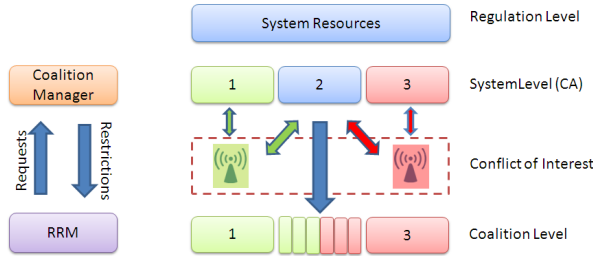 System Resources
Regulation Level
Coalition
Manager
1
2
3
SystemLevel (CA)
Requests
Restrictions
Conflict of Interest
RRM
1
3
Coalition Level